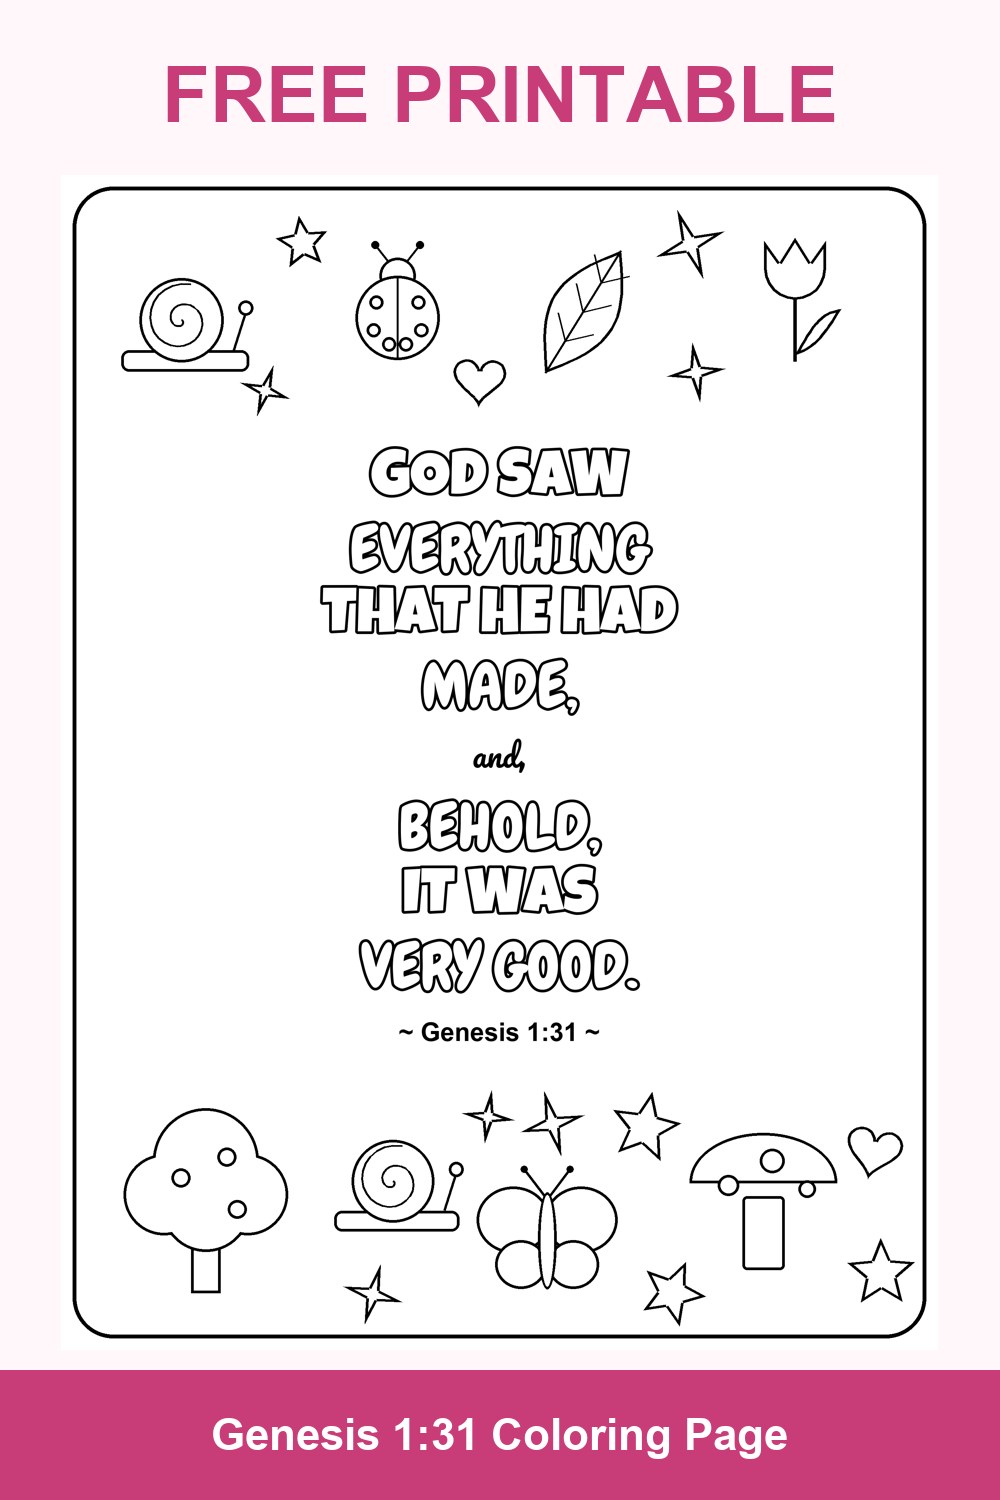 FREE PRINTABLE
GOD SAW
EVERYTHING
THAT HE HAD
MADE,
and,
BEHOLD,
IT WAS
VERY GOOD.
~ Genesis 1:31 ~
Genesis 1:31 Coloring Page